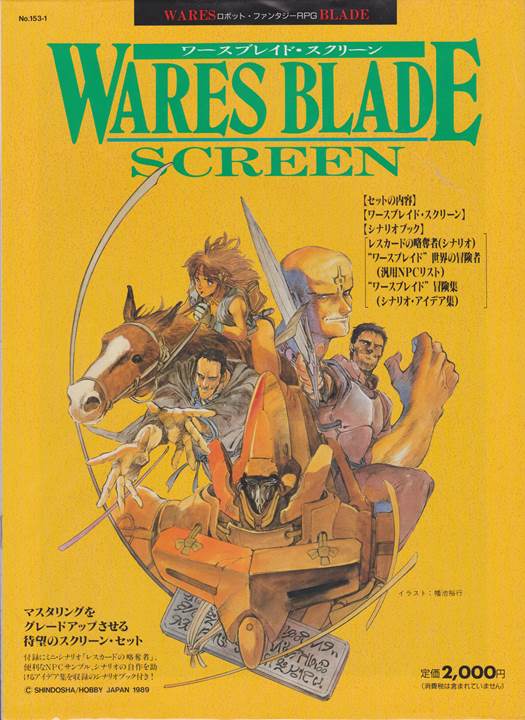 No.153-1
WARESロボット・ファンタジーRPG BLADE
ワースブレイド・スクリーン
WARES BLADE
SCREEN
【セットの内容】
【ワースブレイド・スクリーン】
【シナリオブック】
レスカードの略奪者(シナリオ)
"ワースブレイド"世界の冒険者
(汎用NPCリスト)
"ワースブレイド"冒険集
(シナリオ・アイデア集)
イラスト:幡池裕行
マスタリングを
グレードアップさせる
待望のスクリーン・セット
付録にミニ・シナリオ「レスカードの略奪者」、
便利なNPCサンプル、シナリオの自作を助
けるアイデア集を収録のシナリオブック付き!
© SHINDOSHA/HOBBY JAPAN 1989
定価2,000円
(消費税は含まれていません)